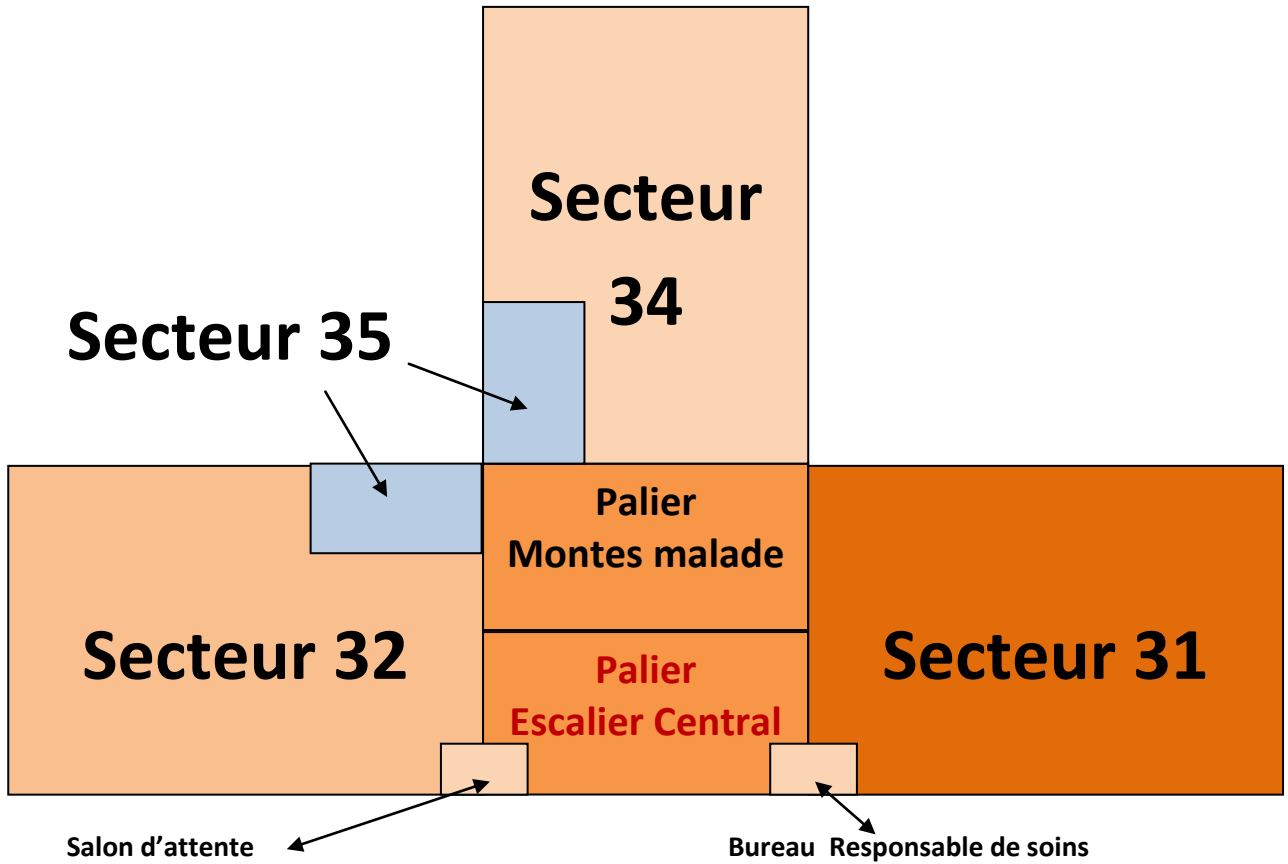 Secteur
34
Secteur 35
Palier
Montes malade
Secteur 32
Secteur 31
Palier
Escalier Central
Salon d’attente
Bureau  Responsable de soins